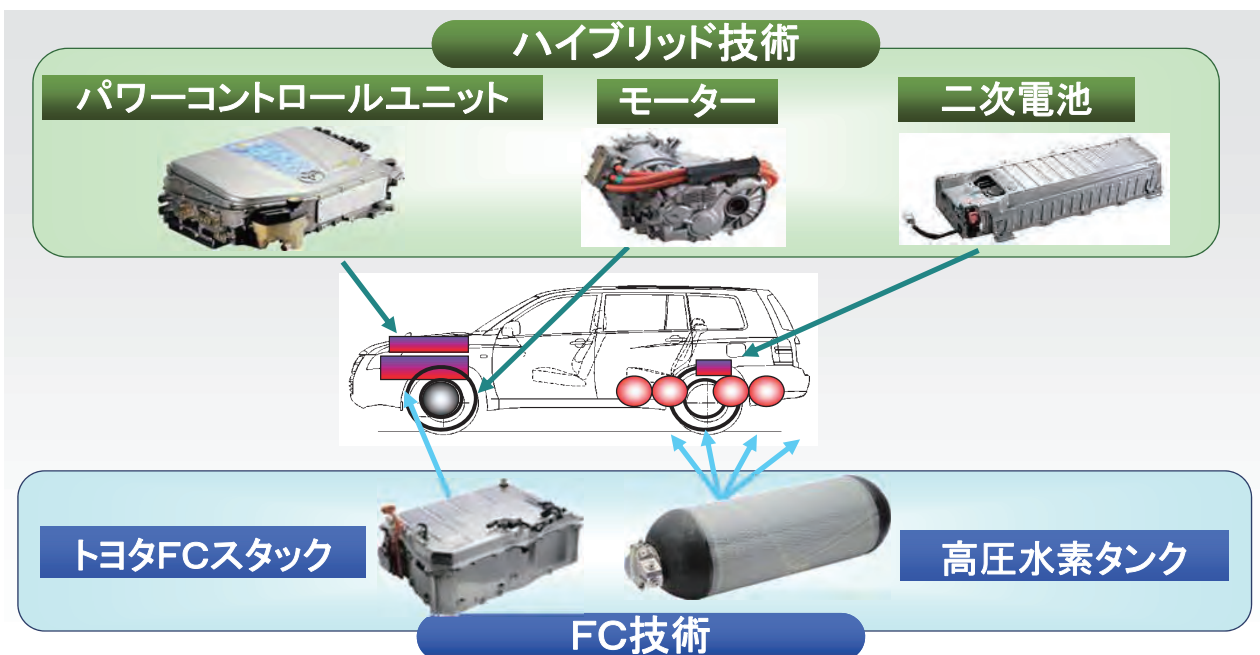 ハイブリッド技術
パワーコントロールユニット
モーター
二次電池
トヨタFCスタック
高圧水素タンク
FC技術